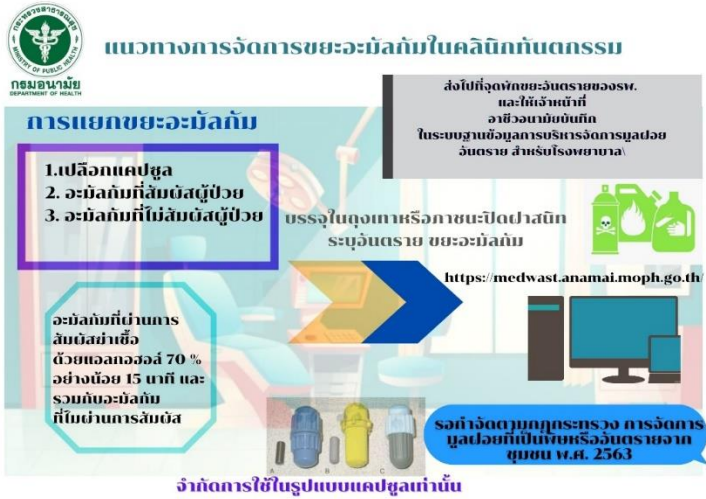 กระทรวงสาธารณสุข
MINISTRY OF PUBLIC HEALTH
กรมอนามัย
DEPARTMENT OF HEALTH
แนวทางการจัดการขยะอะมัลกัมในคลินิกทันตกรรม
การแยกขยะอะมัลกัม
1.เปลือกแคปซูล
2. อะมัลกัมที่สัมผัสผู้ป่วย
3. อะมัลกัมที่ไม่สัมผัสผู้ป่วย
อะมัลกัมที่ผ่านการ
สัมผัสฆ่าเชื้อ
ด้วยแอลกอฮอล์ 70 %
อย่างน้อย 15 นาที และ
รวมกับอะมัลกัม
ที่ไม่ผ่านการสัมผัส
บรรจุในถุงเทาหรือภาชนะปิดฝาสนิท
ระบุอันตราย ขยะอะมัลกัม
ส่งไปที่จุดพักขยะอันตรายของรพ.
และให้เจ้าหน้าที่
อาชีวอนามัยบันทึก
ในระบบฐานข้อมูลการบริหารจัดการมูลฝอย
อันตราย สำหรับโรงพยาบาล\
https://medwast.anamai.moph.go.th/
รอกำจัดตามกฎกระทรวง การจัดการ
มูลฝอยที่เป็นพิษหรืออันตรายจาก
ชุมชน พ.ศ. 2563
A
B
C
จำกัดการใช้ในรูปแบบแคปซูลเท่านั้น